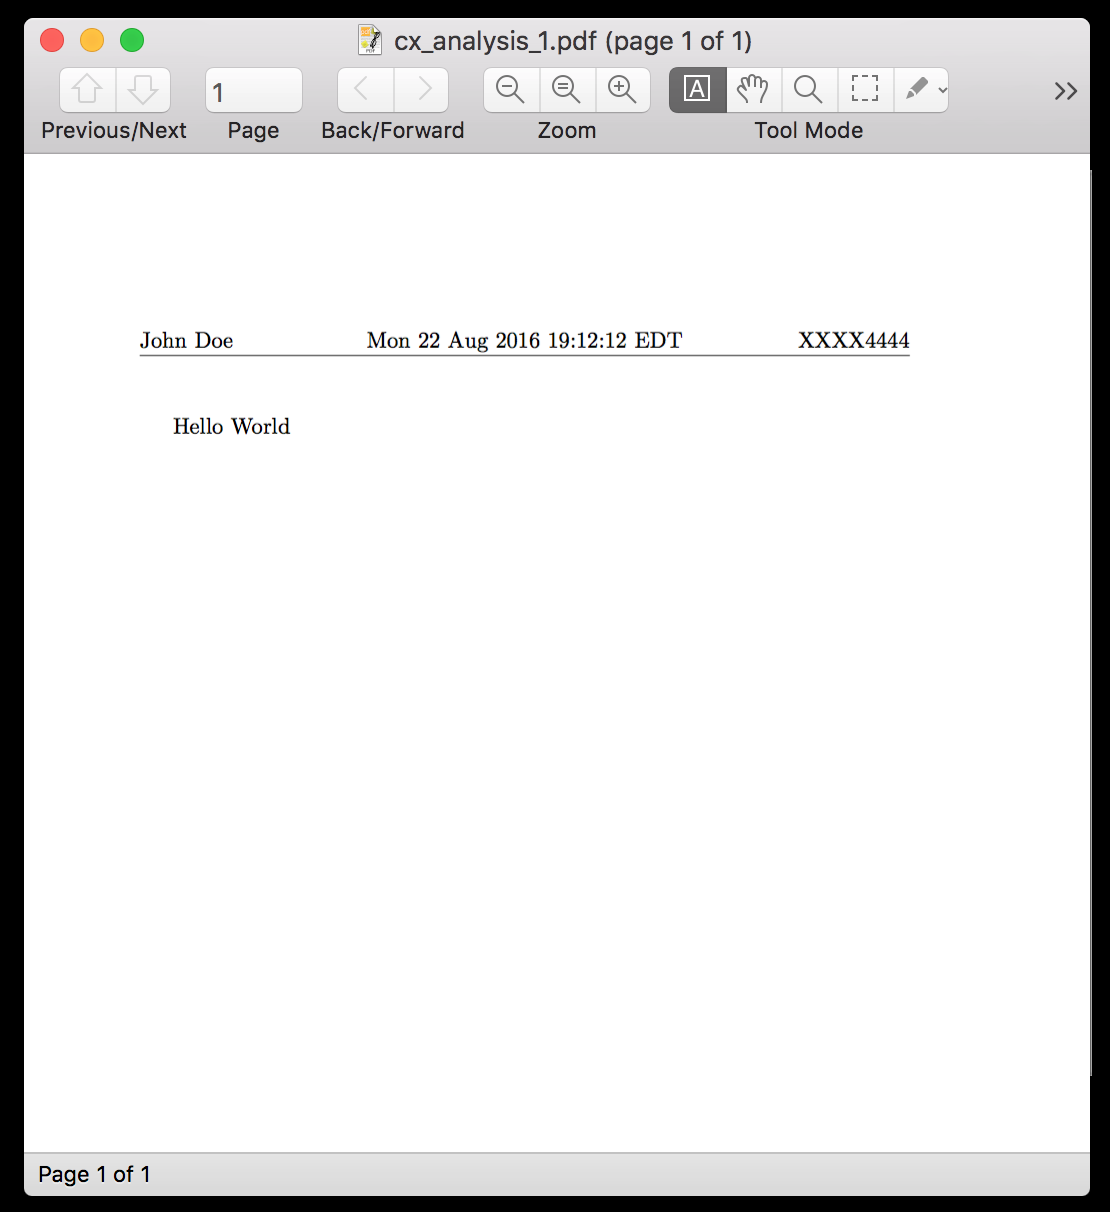 cx_analysis_1.pdf (page 1 of 1)
1
A
Previous/Next Page Back/Forward Zoom Tool Mode
John Doe Mon 22 Aug 2016 19:12:12 EDT XXXX4444
Hello World
Page 1 of 1